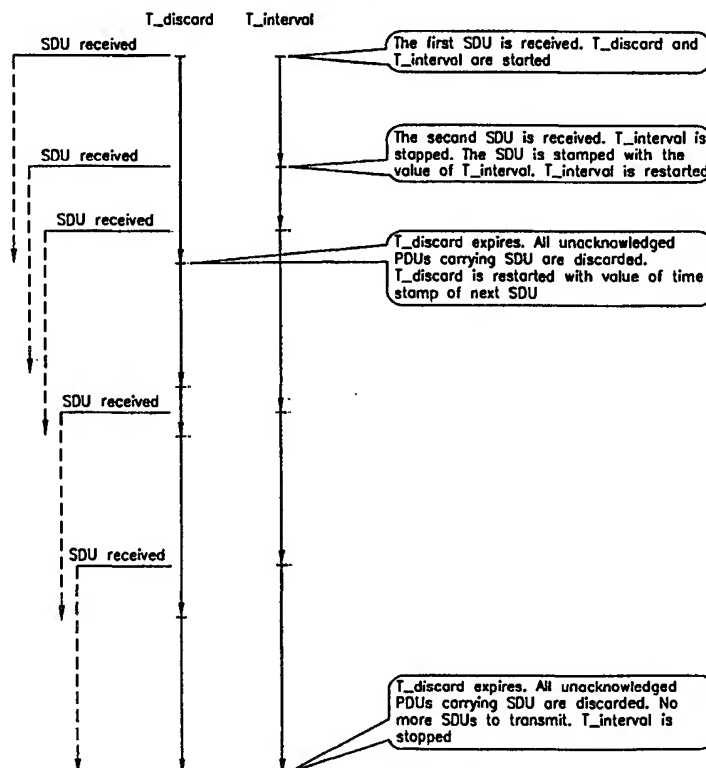 T_discard T_interval
SDU received
The first SDU is received. T_discard and
T_interval are started
SDU received
The second SDU is received. T_interval is
stopped. The SDU is stamped with the
value of T_interval. T_interval is restarted
SDU received
T_discard expires. All unacknowledged
PDUs carrying SDU are discarded.
T_discard is restarted with value of time
stamp of next SDU
SDU received
SDU received
T_discard expires. All unacknowledged
PDUs carrying SDU are discarded. No
more SDUs to transmit. T_interval is
stopped